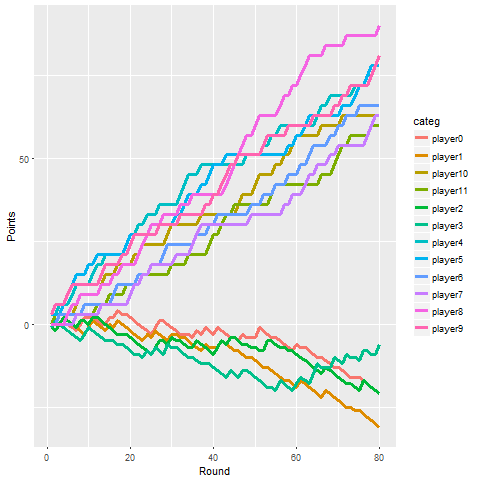 50
0
Points
0
20
40
60
80
Round
categ
player0
player1
player10
player11
player2
player3
player4
player5
player6
player7
player8
player9